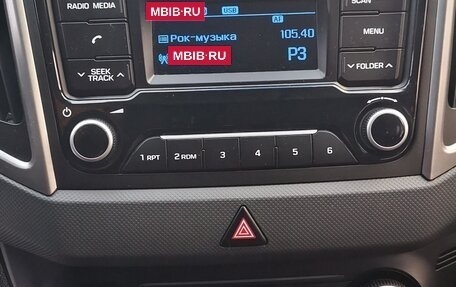 RADIO MEDIA
MBIB.RU
SCAN
USB
AF
MENU
Рок-музыка 105,40
MBIB.RU
P3
SEEK
TRACK
FOLDER
1 RPT 2 RDM 3 4 5 6